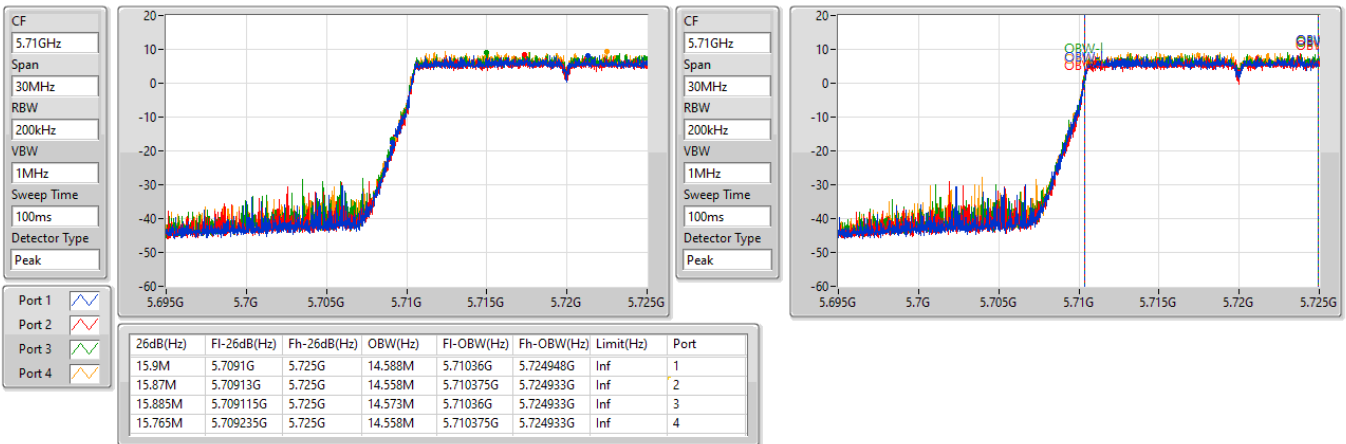 CF
5.71GHz
Span
30MHz
RBW
200kHz
VBW
1MHz
Sweep Time
100ms
Detector Type
Peak
20
10
0
-10
-20
-30
-40
-50
-60
5.695G 5.7G 5.705G 5.71G 5.715G 5.72G 5.725G
CF
5.71GHz
Span
30MHz
RBW
200kHz
VBW
1MHz
Sweep Time
100ms
Detector Type
Peak
20
10
0
-10
-20
-30
-40
-50
-60
OBW-
OBW-
OBW
OBW
5.695G 5.7G 5.705G 5.71G 5.715G 5.72G 5.725G
Port 1
Port 2
Port 3
Port 4
26dB(Hz) Fl-26dB(Hz) Fh-26dB(Hz) OBW(Hz) Fl-OBW(Hz) Fh-OBW(Hz) Limit(Hz) Port
15.9M 5.7091G 5.725G 14.588M 5.71036G 5.724948G Inf 1
15.87M 5.70913G 5.725G 14.558M 5.710375G 5.724933G Inf 2
15.885M 5.709115G 5.725G 14.573M 5.71036G 5.724933G Inf 3
15.765M 5.709235G 5.725G 14.558M 5.710375G 5.724933G Inf 4